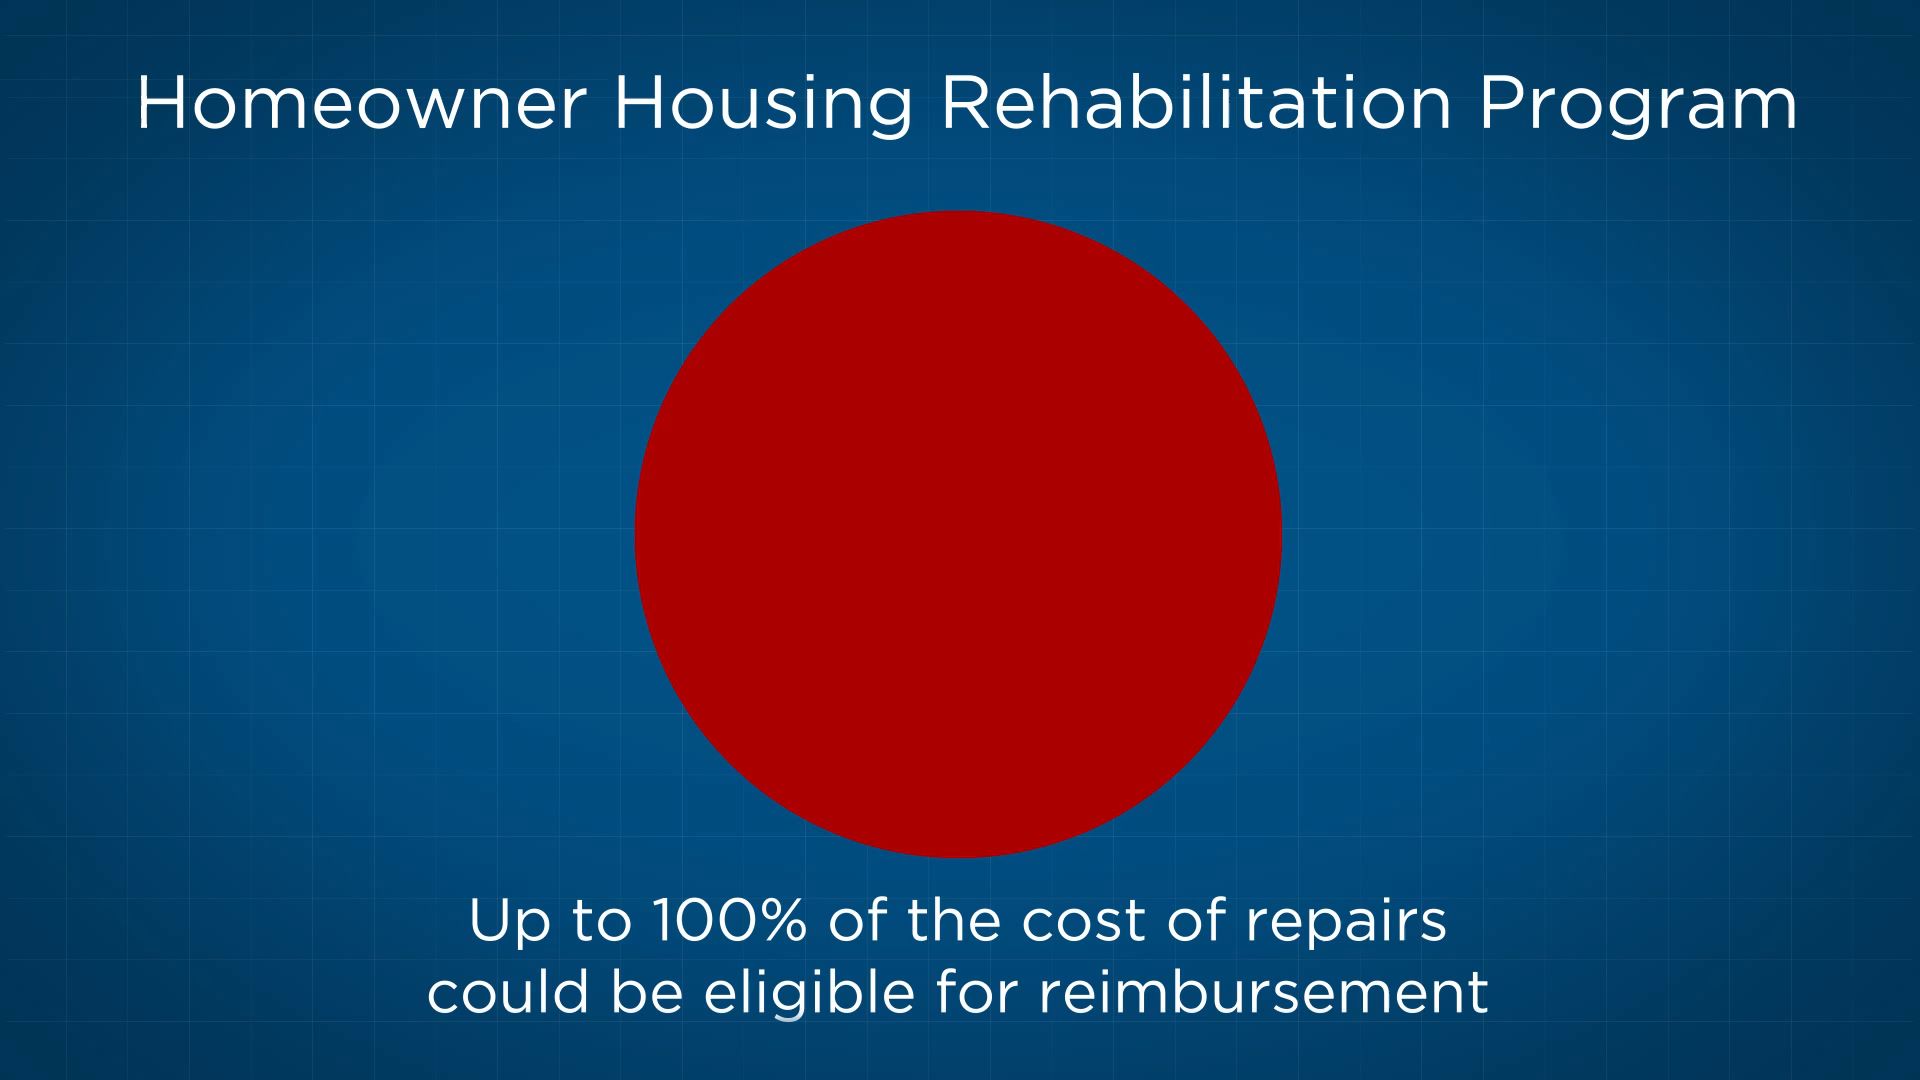 Homeowner Housing Rehabilitation Program
Up to 100% of the cost of repairs
could be eligible for reimbursement